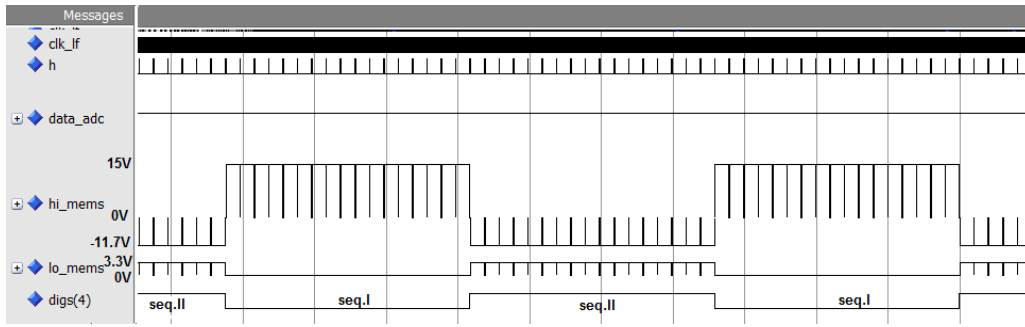 Messages
clk_lf
h
data_adc
15V
hi_mems
0V
-11.7V
3.3V
lo_mems
0V
digs(4)
seq.II
seq.I
seq.II
seq.I